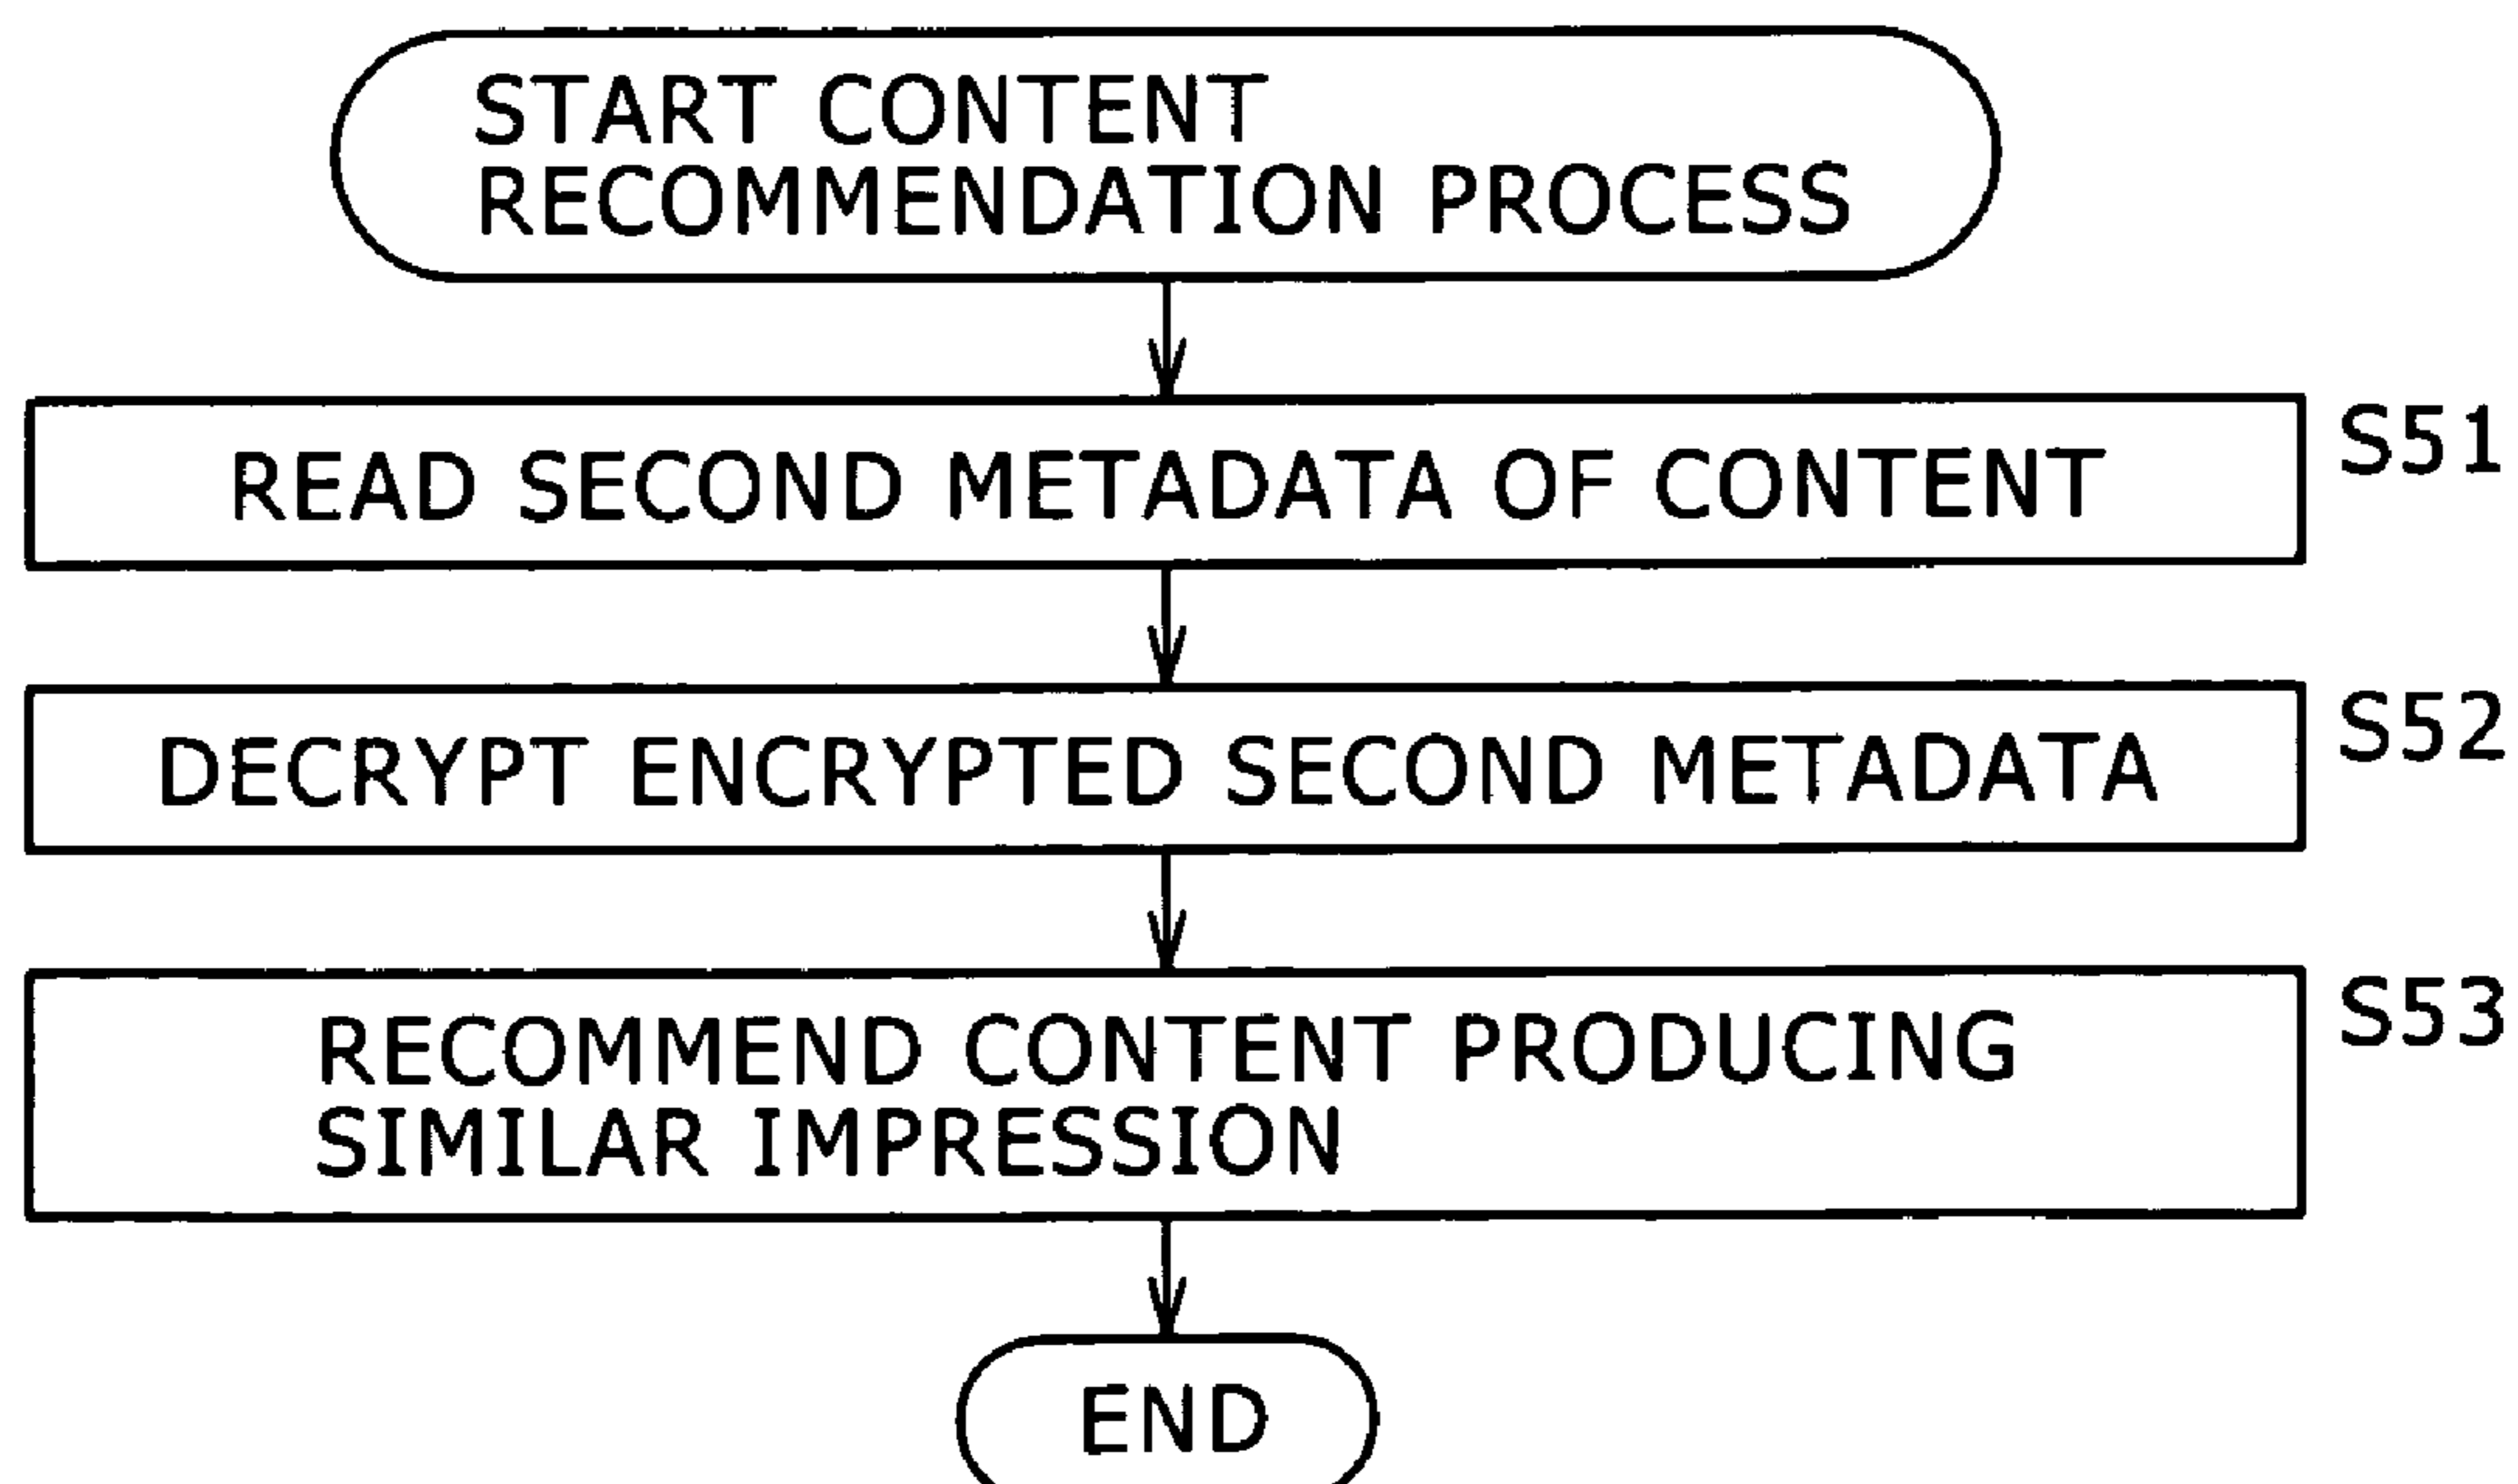 START CONTENT
RECOMMENDATION PROCESS
READ SECOND METADATA OF CONTENT
S51
DECRYPT ENCRYPTED SECOND METADATA
S52
RECOMMEND CONTENT PRODUCING
SIMILAR IMPRESSION
S53
END